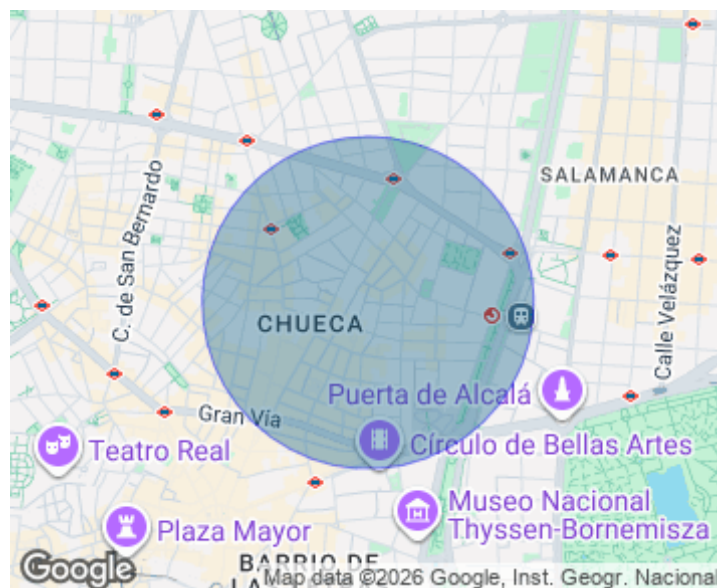 SALAMANCA
C. de San Bernardo
Calle Velázquez
CHUECA
Puerta de Alcalá
Gran Vía
Teatro Real
Círculo de Bellas Artes
Museo Nacional
Thyssen-Bornemisza
Plaza Mayor
BARRIO DE
Google
Map data ©2026 Google, Inst. Geogr. Nacional